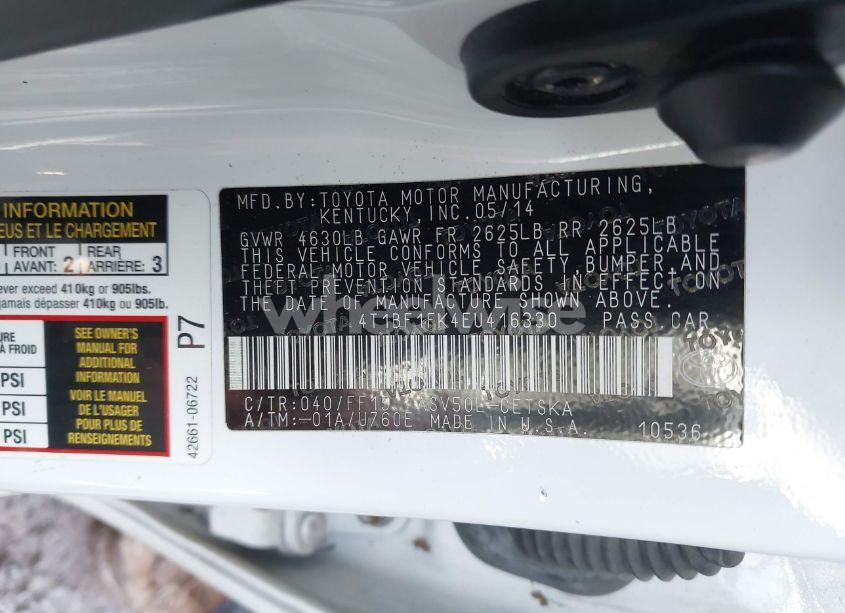 INFORMATION
EUS ET LE CHARGEMENT
FRONT REAR
AVANT: 2 ARRIÈRE: 3
ever exceed 410kg or 905lbs.
jamais dépasser 410kg ou 905lb.
À FROID
PSI
PSI
PSI
SEE OWNER'S
MANUAL FOR
ADDITIONAL
INFORMATION
VOIR LE MANUEL
DE L'USAGER
POUR PLUS DE
RENSEIGNEMENTS
P7
42661-06722
MFD.BY:TOYOTA MOTOR MANUFACTURING,
KENTUCKY, INC. 05/14
GVWR 4630LB GAWR FR 2625LB RR 2625LB
THIS VEHICLE CONFORMS TO ALL APPLICABLE
FEDERAL MOTOR VEHICLE SAFETY, BUMPER AND
THEFT PREVENTION STANDARDS IN EFFECT ON
THE DATE OF MANUFACTURE SHOWN ABOVE.
PASS CAR
C/TR:040/
A/TM:-01A/U760E MADE IN U.S.A. 10536
TOYOTA